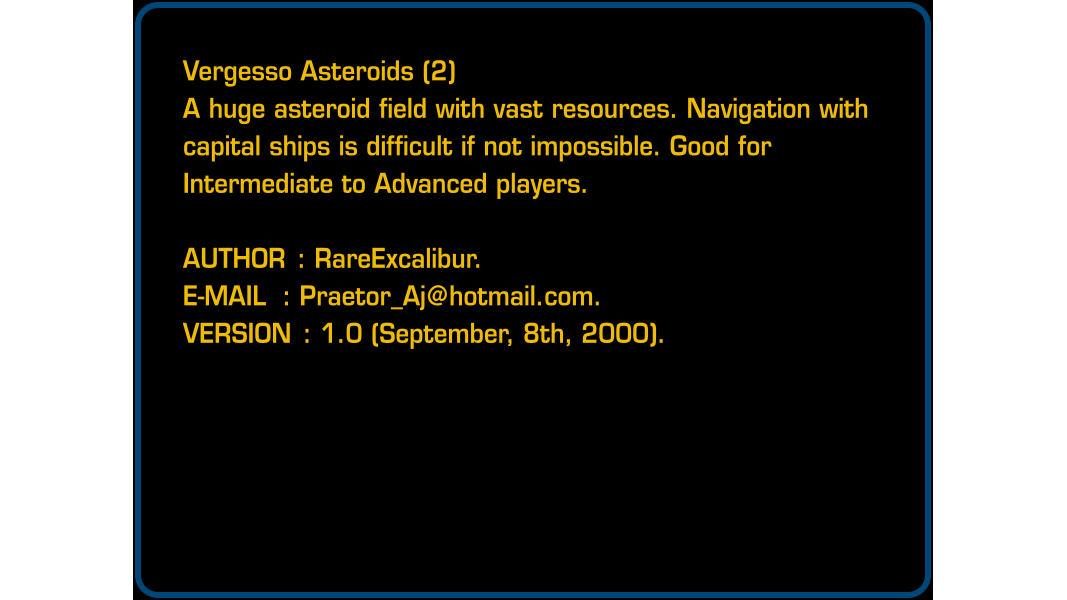 Vergesso Asteroids (2)
A huge asteroid field with vast resources. Navigation with
capital ships is difficult if not impossible. Good for
Intermediate to Advanced players.
AUTHOR : RareExcalibur.
E-MAIL : Praetor_Aj@hotmail.com.
VERSION : 1.0 (September, 8th, 2000).